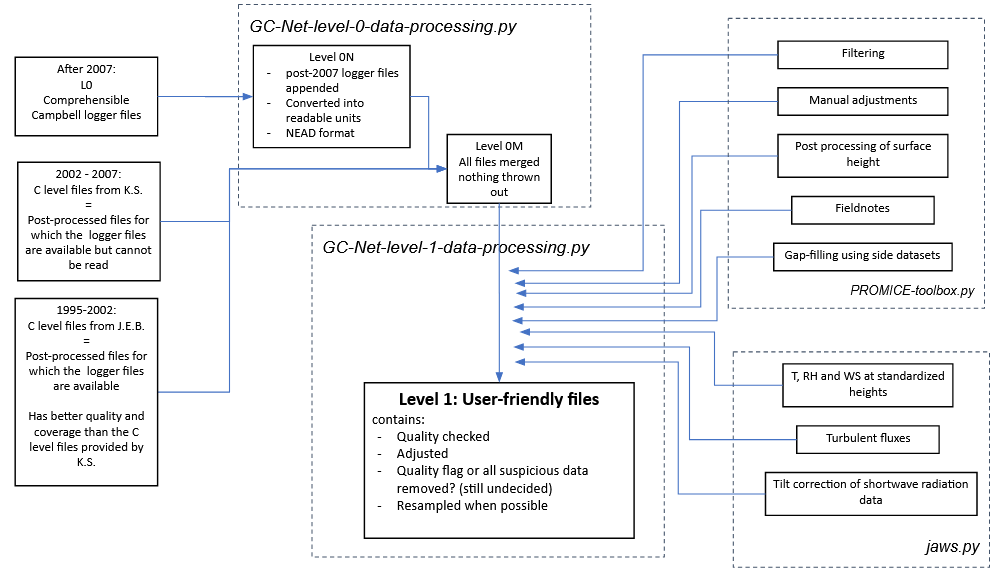 GC-Net-level-0-data-processing.py
After 2007:
L0
Comprehensible
Campbell logger files
Level 0N
- post-2007 logger files
appended
- Converted into
readable units
- NEAD format
Level 0M
All files merged
nothing thrown
out
2002 - 2007:
C level files from K.S.
=
Post-processed files for
which the logger files
are available but cannot
be read
1995-2002:
C level files from J.E.B.
=
Post-processed files for
which the logger files
are available
Has better quality and
coverage than the C
level files provided by
K.S.
GC-Net-level-1-data-processing.py
Level 1: User-friendly files
contains:
- Quality checked
- Adjusted
- Quality flag or all suspicious data
removed? (still undecided)
- Resampled when possible
Filtering
Manual adjustments
Post processing of surface
height
Fieldnotes
Gap-filling using side datasets
PROMICE-toolbox.py
T, RH and WS at standardized
heights
Turbulent fluxes
Tilt correction of shortwave radiation
data
jaws.py